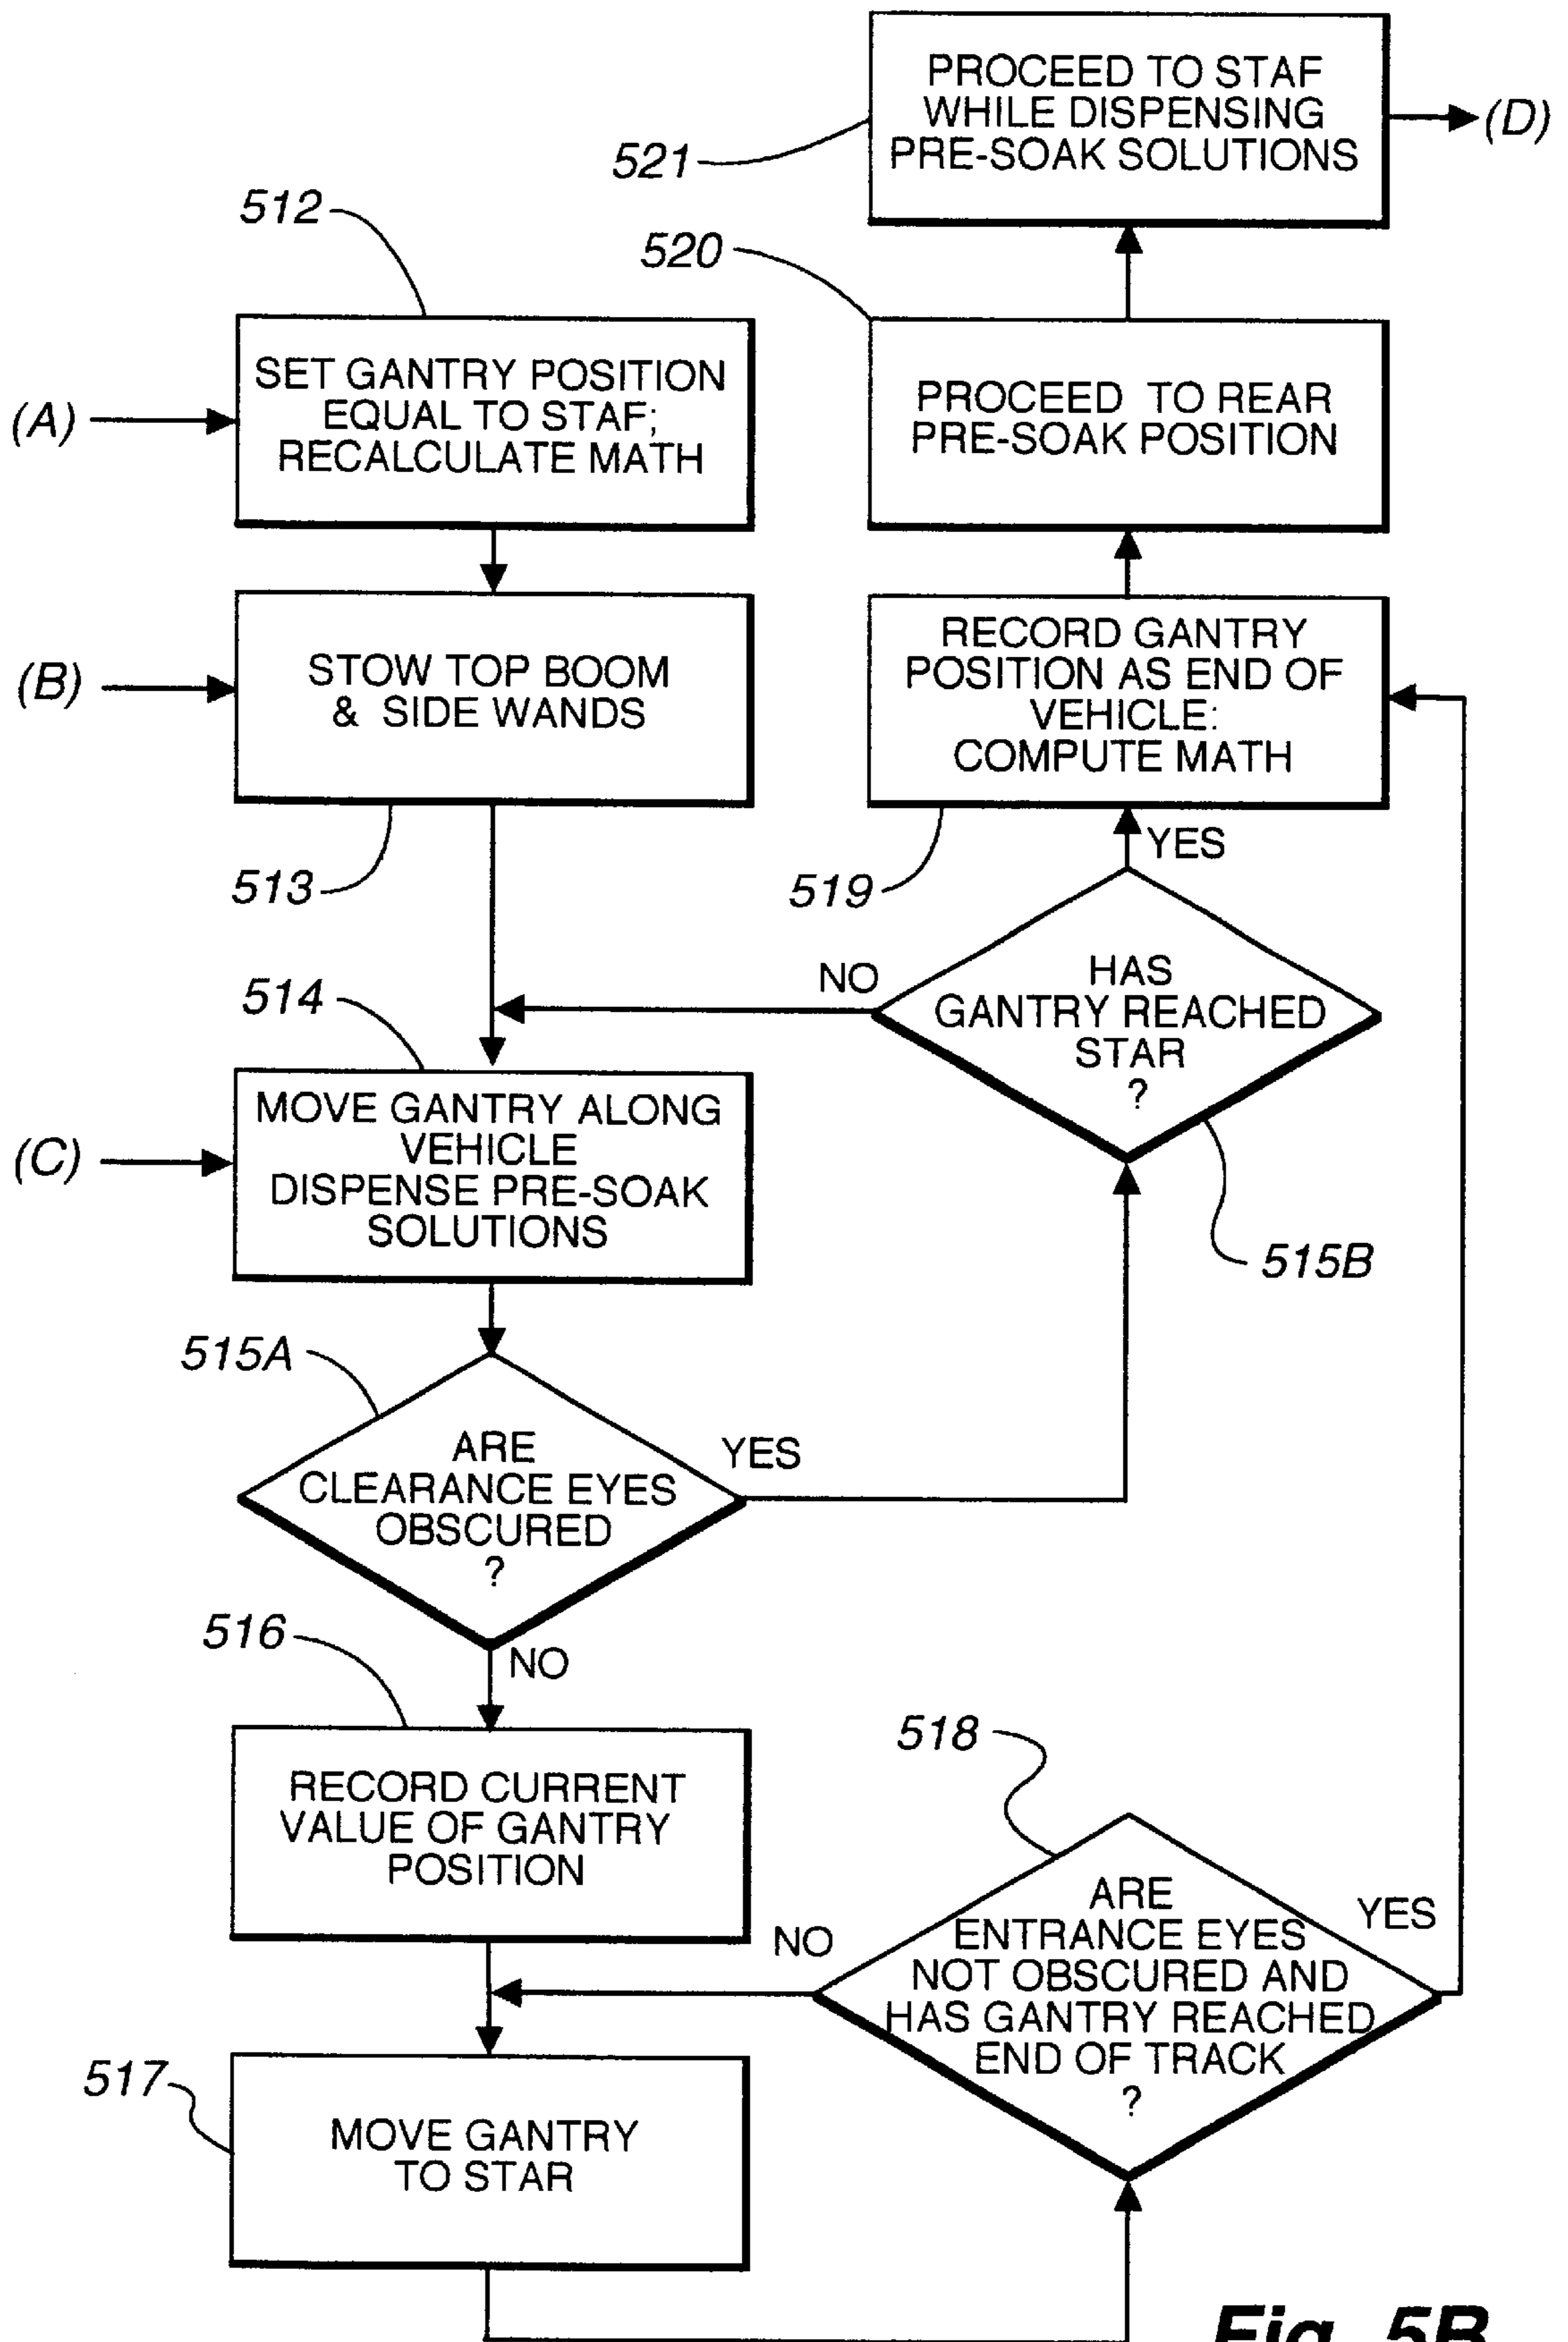 PROCEED TO STAF
WHILE DISPENSING
PRE-SOAK SOLUTIONS
(D)
521
512
520
SET GANTRY POSITION
EQUAL TO STAF;
RECALCULATE MATH
(A)
PROCEED TO REAR
PRE-SOAK POSITION
STOW TOP BOOM
& SIDE WANDS
(B)
RECORD GANTRY
POSITION AS END OF
VEHICLE:
COMPUTE MATH
513
519
YES
514
NO
HAS
GANTRY REACHED
STAR
?
MOVE GANTRY ALONG
VEHICLE
DISPENSE PRE-SOAK
SOLUTIONS
(C)
515B
515A
ARE
CLEARANCE EYES
OBSCURED
?
YES
516
NO
518
RECORD CURRENT
VALUE OF GANTRY
POSITION
NO
ARE
ENTRANCE EYES
NOT OBSCURED AND
HAS GANTRY REACHED
END OF TRACK
?
YES
517
MOVE GANTRY
TO STAR
Fig. 5B